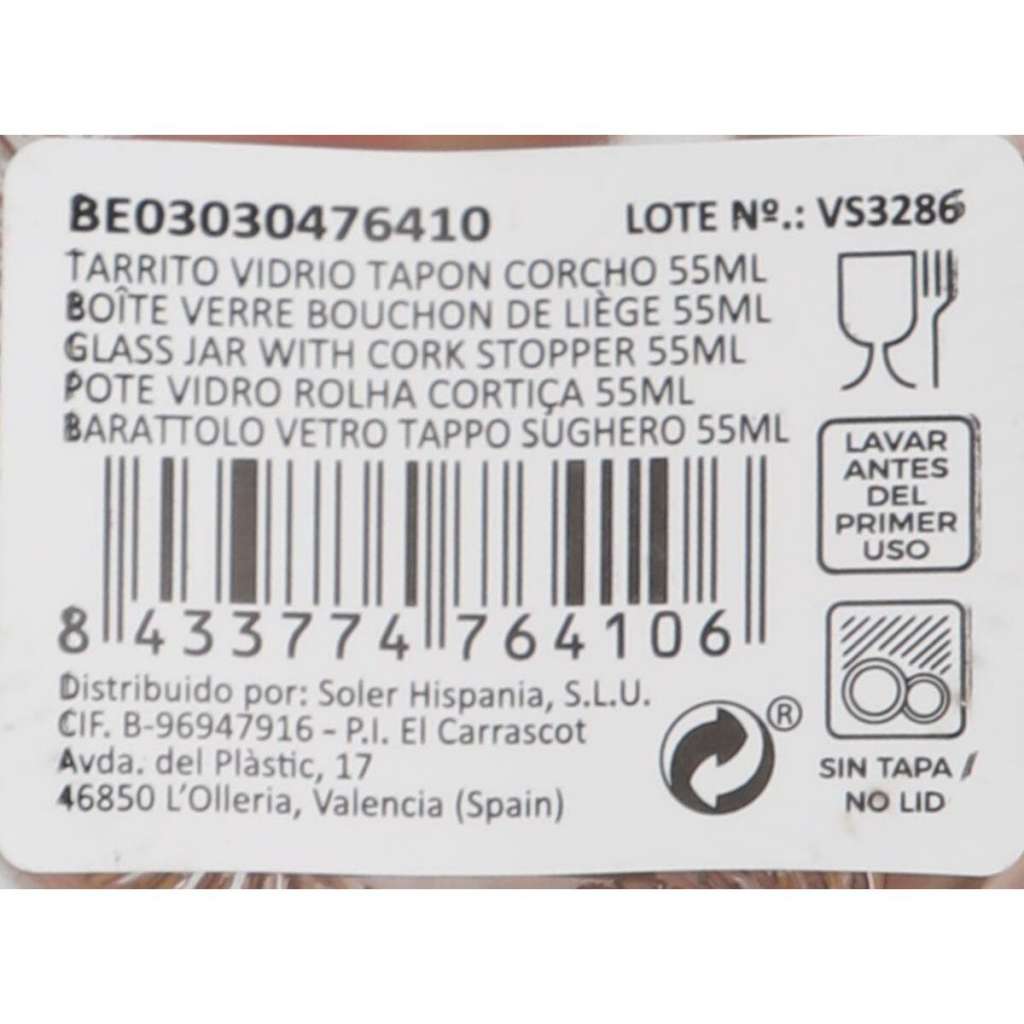 BE03030476410
LOTE Nº.: VS3286
TARRITO VIDRIO TAPON CORCHO 55ML
BOÎTE VERRE BOUCHON DE LIÈGE 55ML
GLASS JAR WITH CORK STOPPER 55ML
POTE VIDRO ROLHA CORTIÇA 55ML
BARATTOLO VETRO TAPPO SUGHERO 55ML
LAVAR
ANTES
DEL
PRIMER
USO
8 433774 764106
Distribuido por: Soler Hispania, S.L.U.
CIF. B-96947916 - P.I. El Carrascot
Avda. del Plàstic, 17
46850 L'Olleria, Valencia (Spain)
®
SIN TAPA /
NO LID